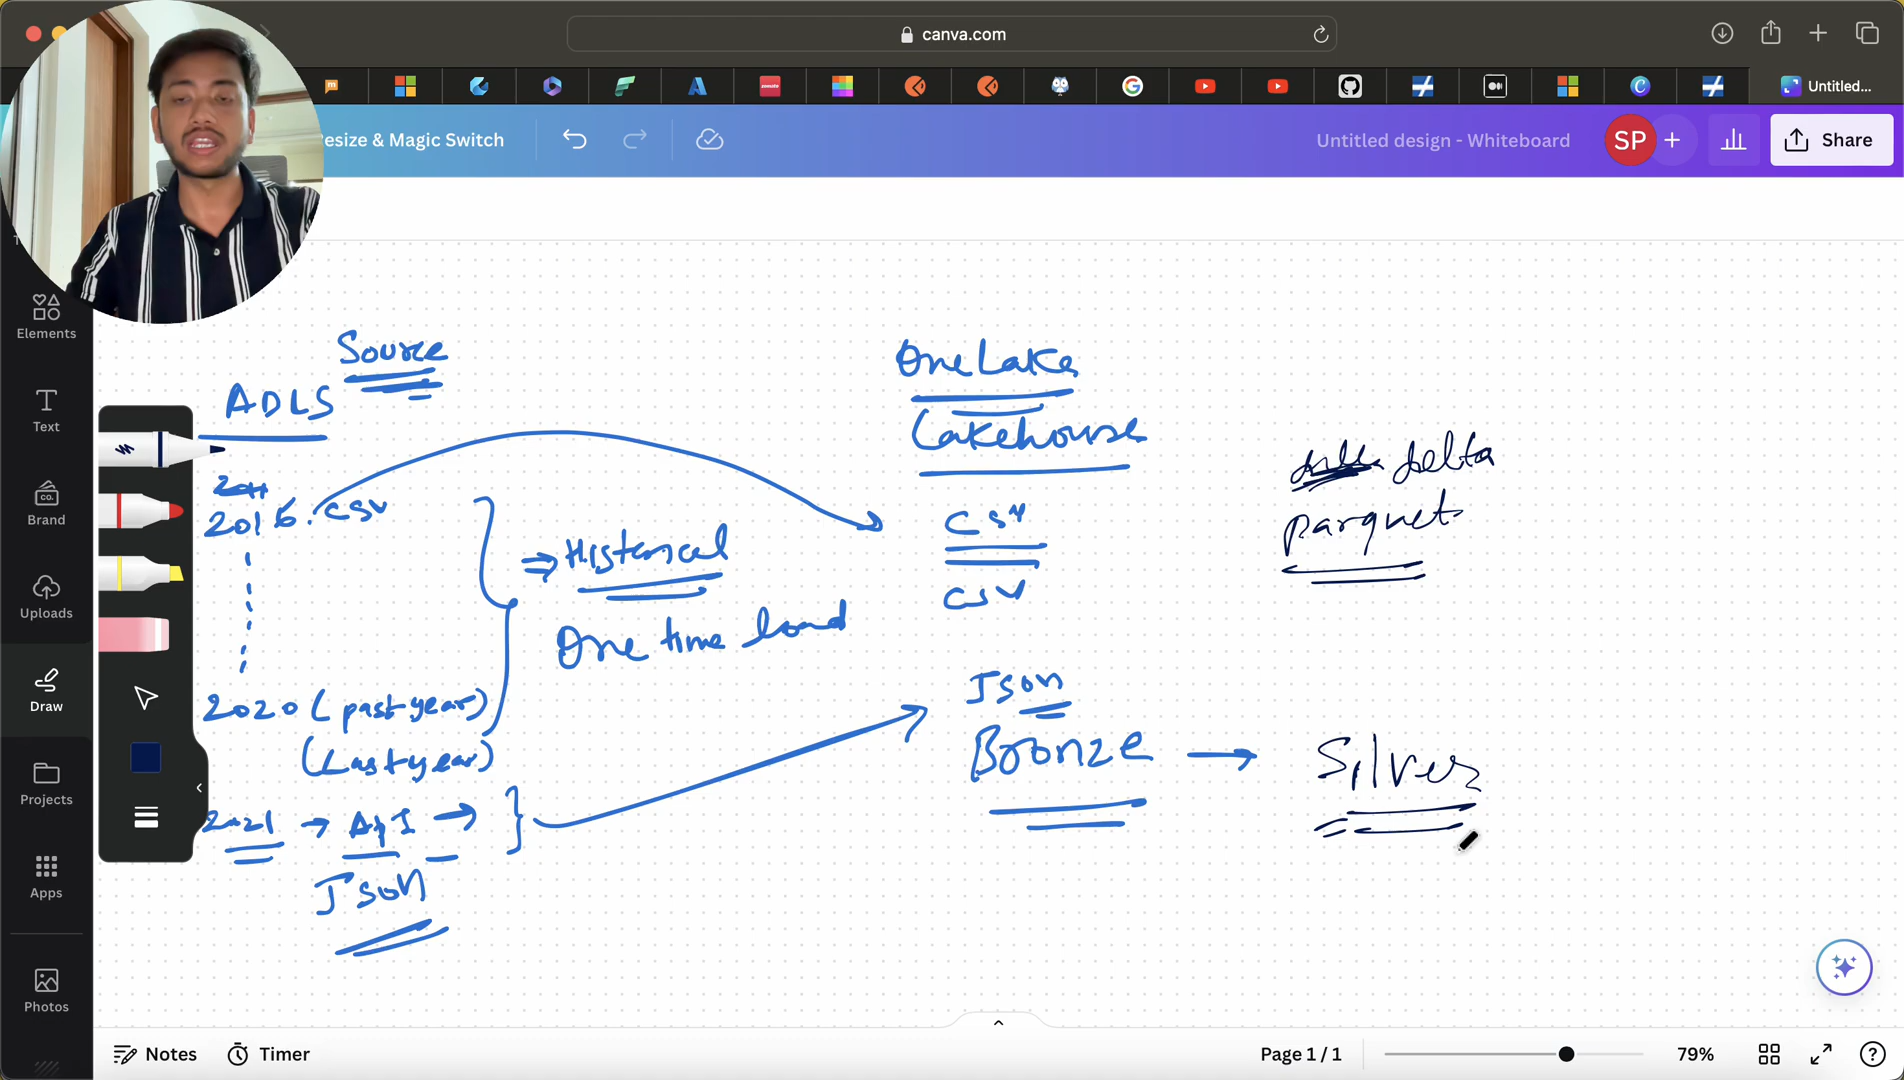 canva.com
Untitled...
esize & Magic Switch
Untitled design - Whiteboard
SP
Share
Elements
Text
CO.
Brand
Uploads
Draw
Projects
Apps
Photos
Source
ADLS
2016.csv
2020 (past year)
(Last year)
2021 → API →
Json
⇒ Historical
One time load
OneLake
Lakehouse
CSV
CSV
Json
Bronze →
Delta
parquet
Silver
Notes
Timer
Page 1 / 1
79%